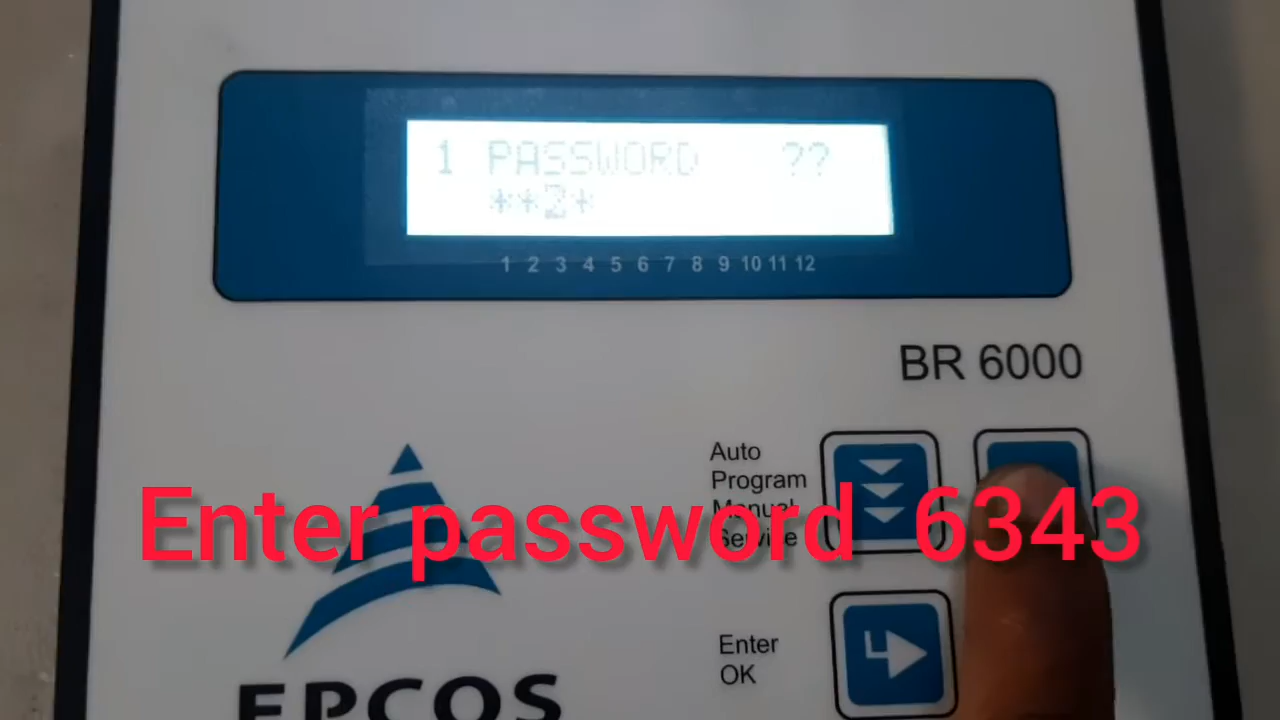 1 PASSWORD ??
**2*
1 2 3 4 5 6 7 8 9 10 11 12
BR 6000
Auto
Program
Manual
Service
Enter password 6343
Enter
OK
EPCOS